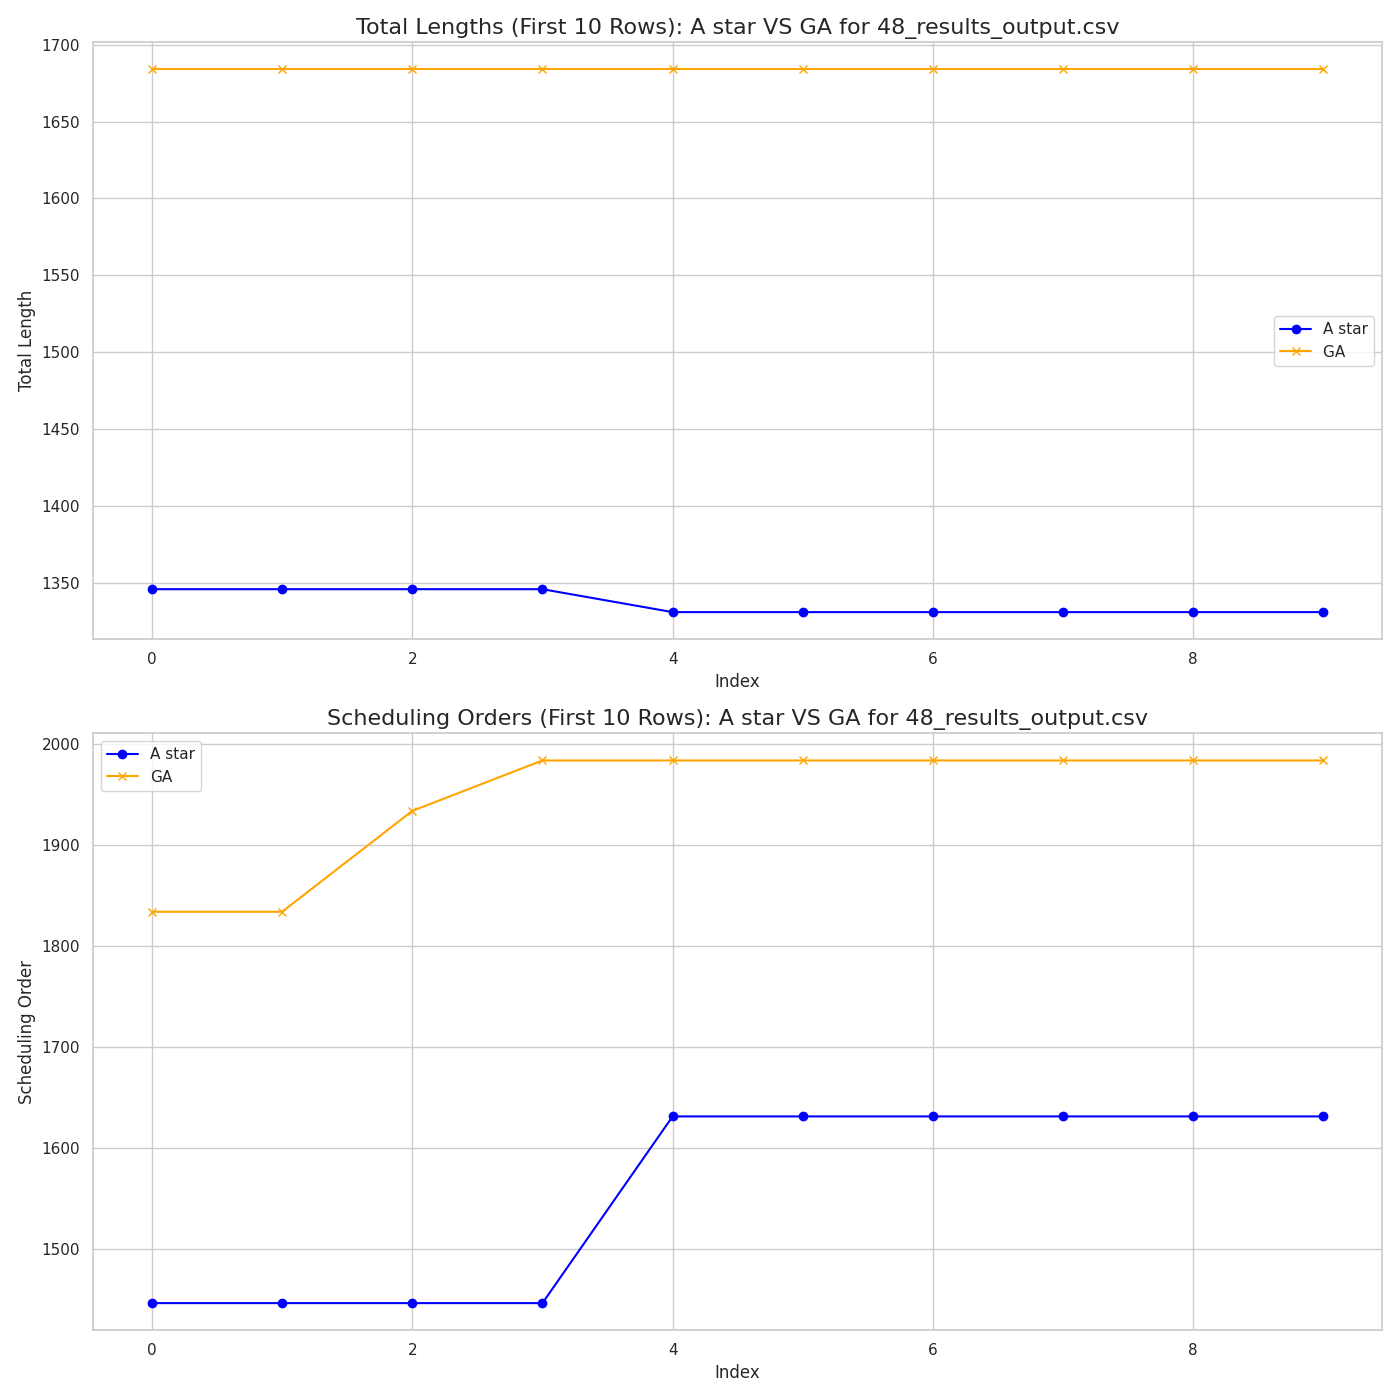 Total Lengths (First 10 Rows): A star VS GA for 48_results_output.csv
1700
1650
1600
1550
1500
1450
1400
1350
Total Length
A star
GA
0 2 4 6 8
Index
Scheduling Orders (First 10 Rows): A star VS GA for 48_results_output.csv
A star
GA
2000
1900
1800
1700
1600
1500
Scheduling Order
0 2 4 6 8
Index